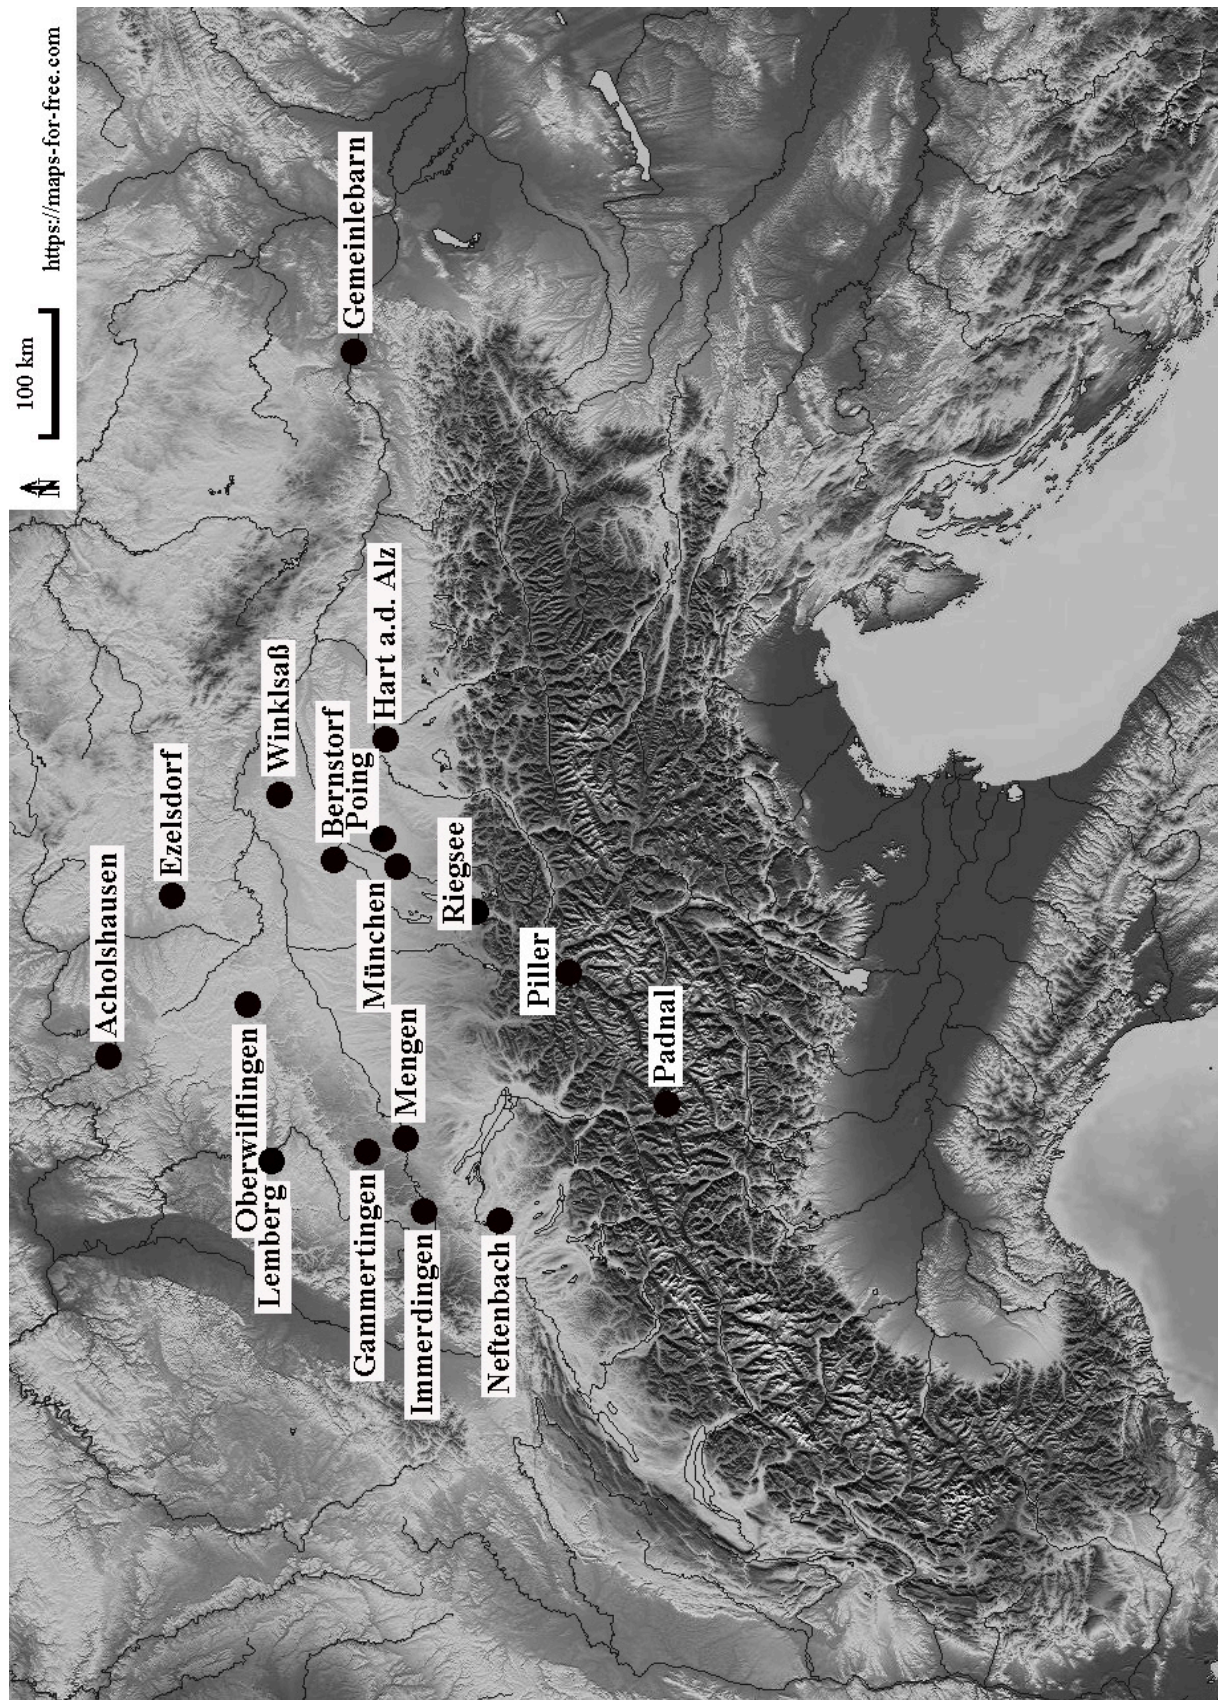 100 km
https://maps-for-free.com
N
Acholshausen
Ezelsdorf
Oberwilflingen
Lemberg
Winklsaß
Bernstorf
Poing
Gemeinlebarn
Gammertingen
München
Hart a.d. Alz
Mengen
Immerdingen
Riegsee
Neftenbach
Piller
Padnal